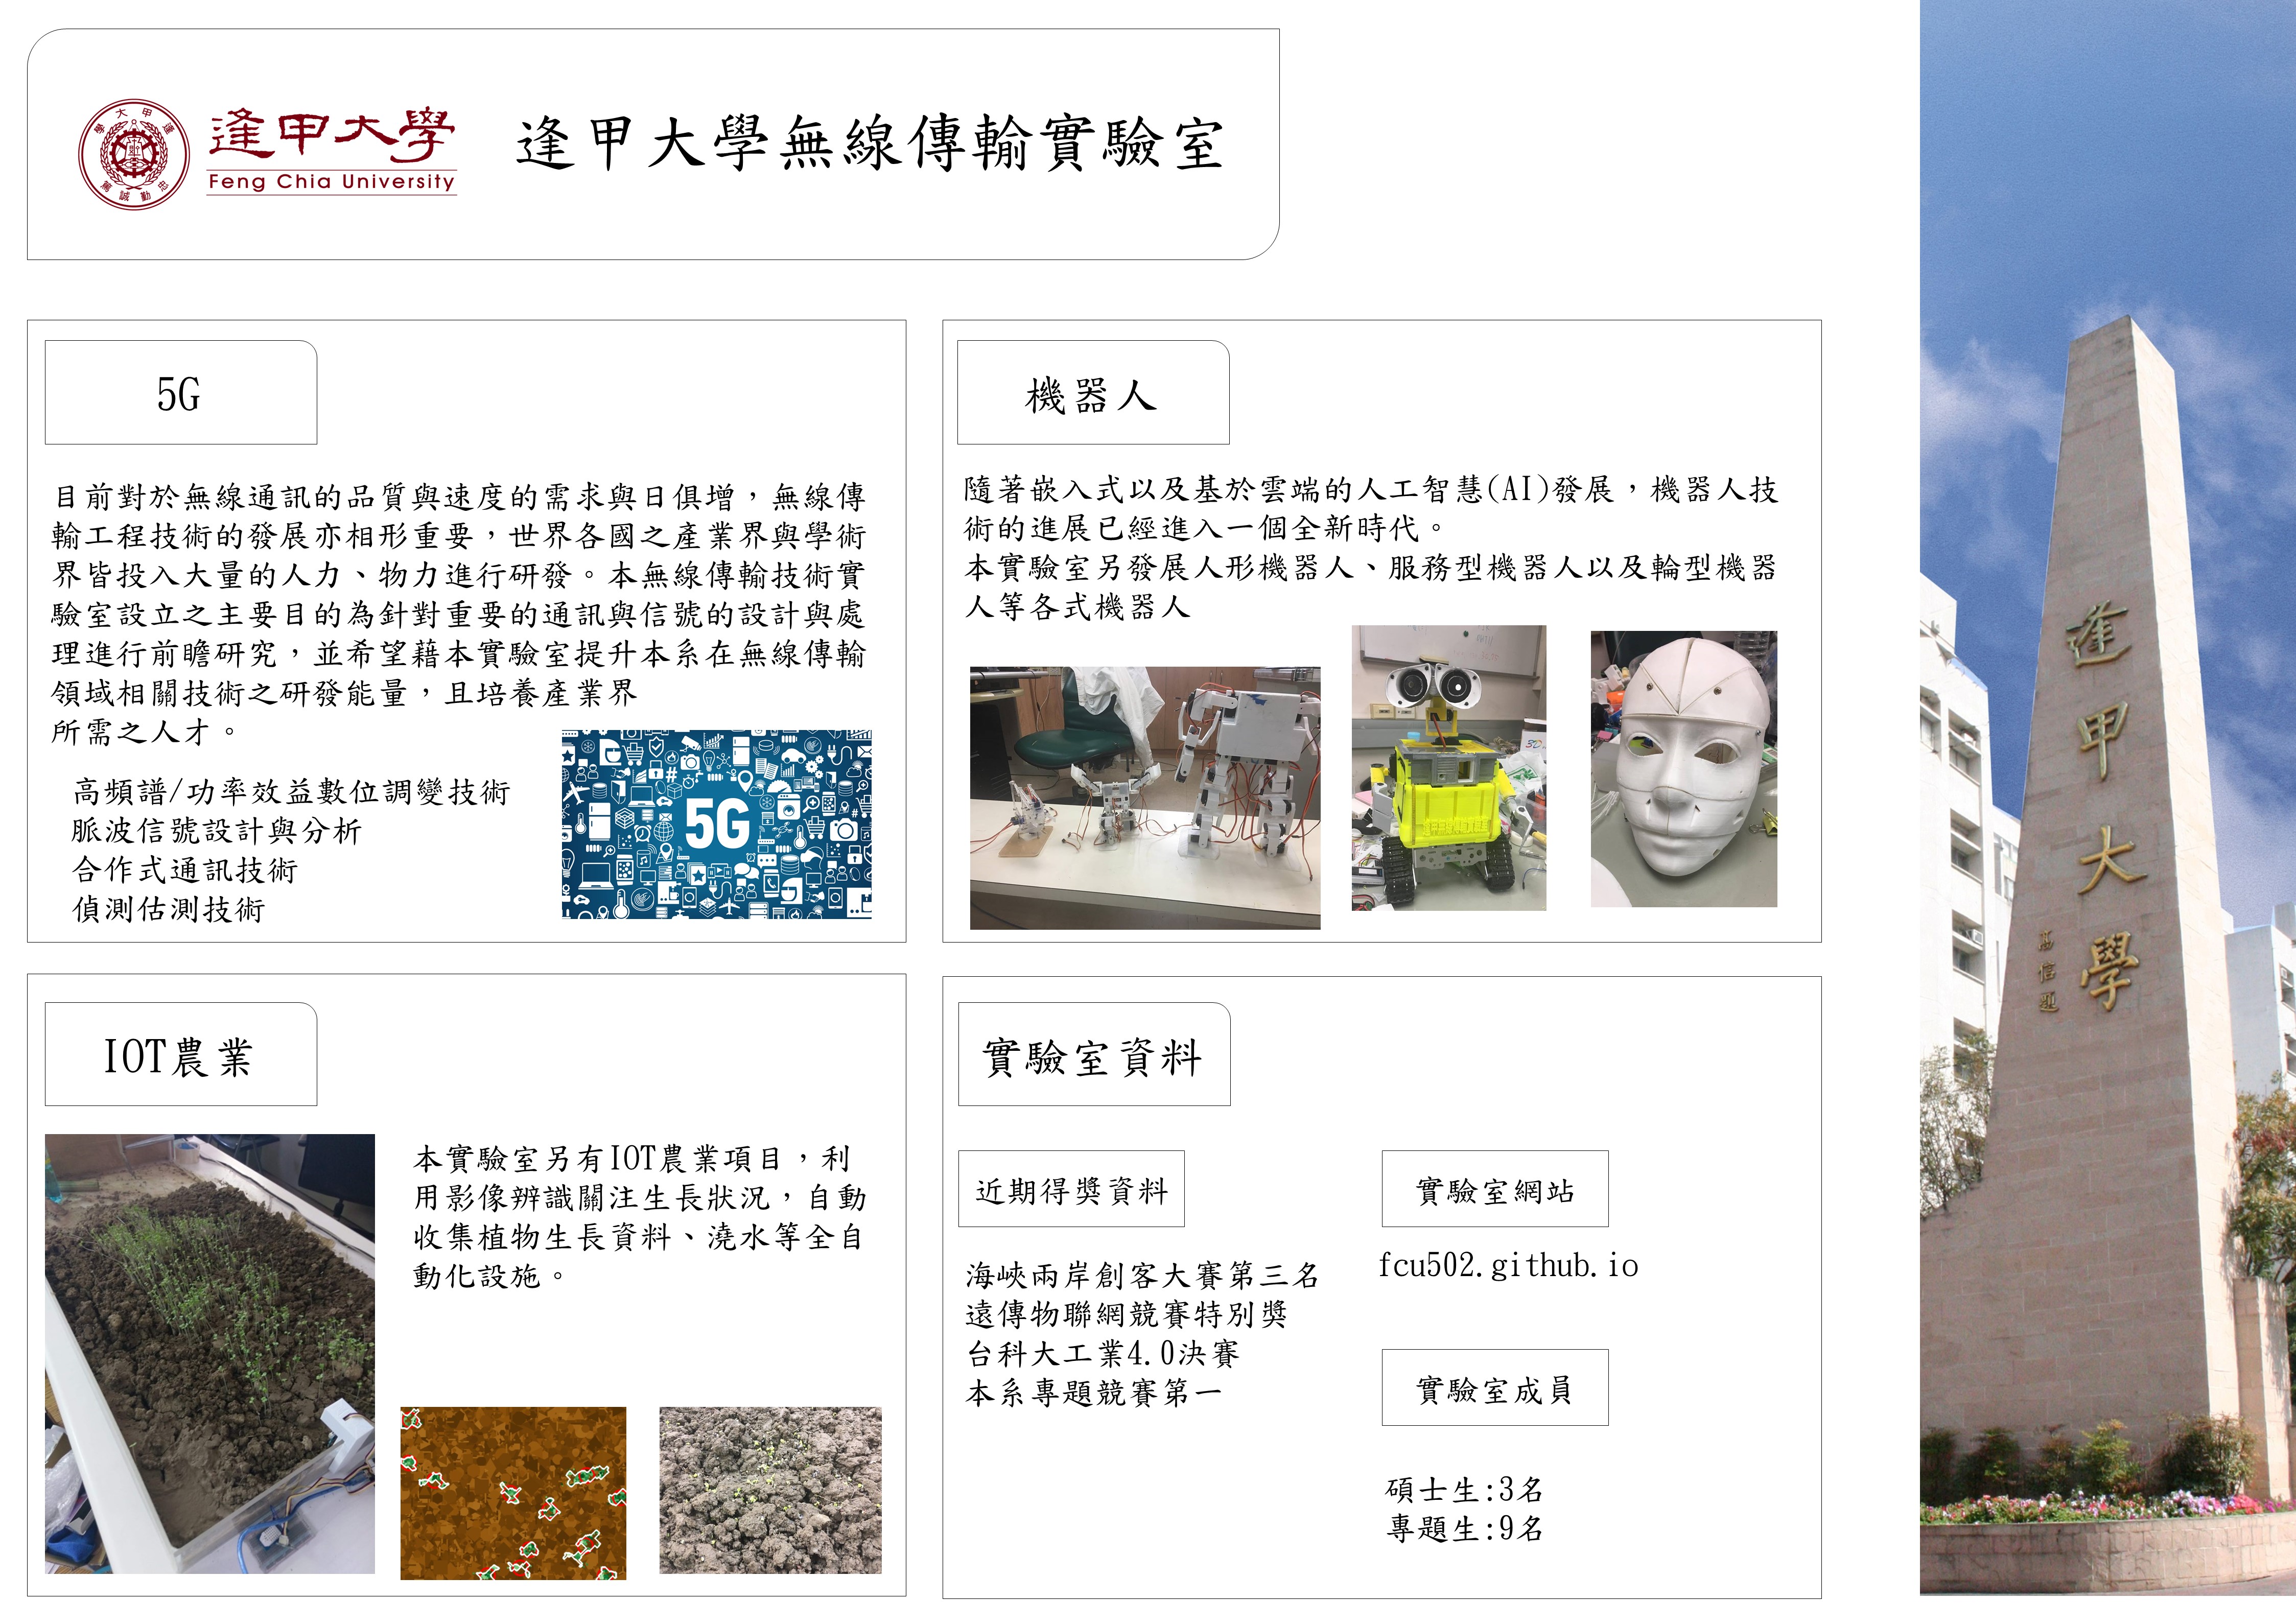 逢甲大學
Feng Chia University
逢甲大學無線傳輸實驗室
5G
目前對於無線通訊的品質與速度的需求與日俱增，無線傳
輸工程技術的發展亦相形重要，世界各國之產業界與學術
界皆投入大量的人力、物力進行研發。本無線傳輸技術實
驗室設立之主要目的為針對重要的通訊與信號的設計與處
理進行前瞻研究，並希望藉本實驗室提升本系在無線傳輸
領域相關技術之研發能量，且培養產業界
所需之人才。
高頻譜/功率效益數位調變技術
脈波信號設計與分析
合作式通訊技術
偵測估測技術
5G
機器人
隨著嵌入式以及基於雲端的人工智慧(AI)發展，機器人技
術的進展已經進入一個全新時代。
本實驗室另發展人形機器人、服務型機器人以及輪型機器
人等各式機器人
IOT農業
本實驗室另有IOT農業項目，利
用影像辨識關注生長狀況，自動
收集植物生長資料、澆水等全自
動化設施。
實驗室資料
近期得獎資料
海峽兩岸創客大賽第三名
遠傳物聯網競賽特別獎
台科大工業4.0決賽
本系專題競賽第一
實驗室網站
fcu502.github.io
實驗室成員
碩士生:3名
專題生:9名
逢甲大學